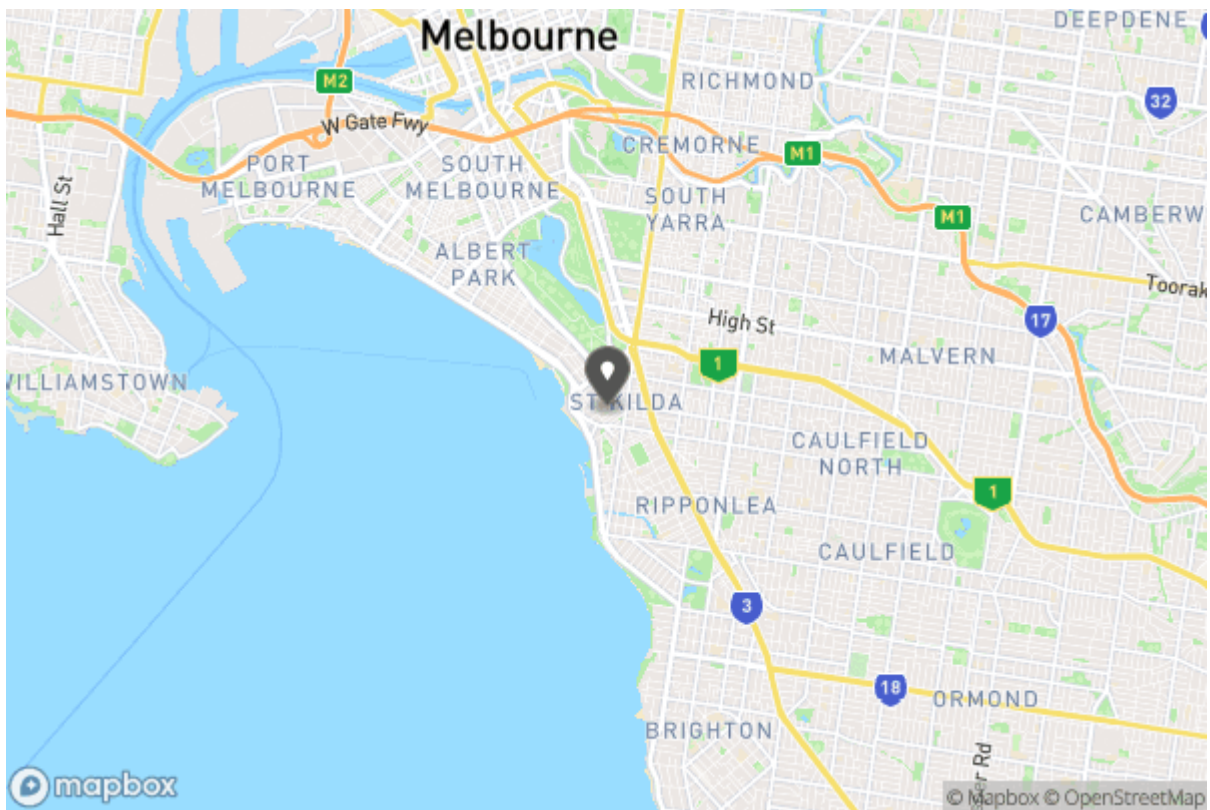 DEEPDENE
Melbourne
RICHMOND
M2
32
W Gate Fwy
CREMORNE
M1
PORT
MELBOURNE
SOUTH
MELBOURNE
Hall St
SOUTH
YARRA
M1
CAMBERW
ALBERT
PARK
Toorak
High St
17
1
MALVERN
WILLIAMSTOWN
ST KILDA
CAULFIELD
NORTH
1
RIPPONLEA
CAULFIELD
3
18
ORMOND
BRIGHTON
er Rd
mapbox
© Mapbox © OpenStreetMap